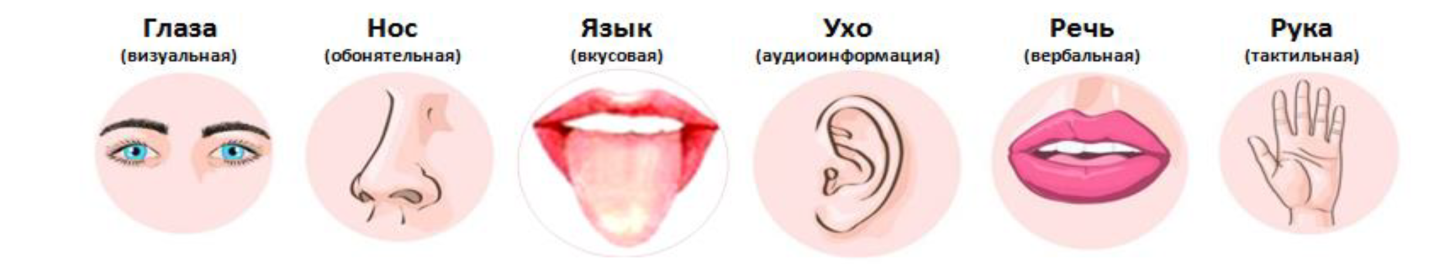 Глаза
(визуальная)
Нос
(обонятельная)
Язык
(вкусовая)
Ухо
(аудиоинформация)
Речь
(вербальная)
Рука
(тактильная)